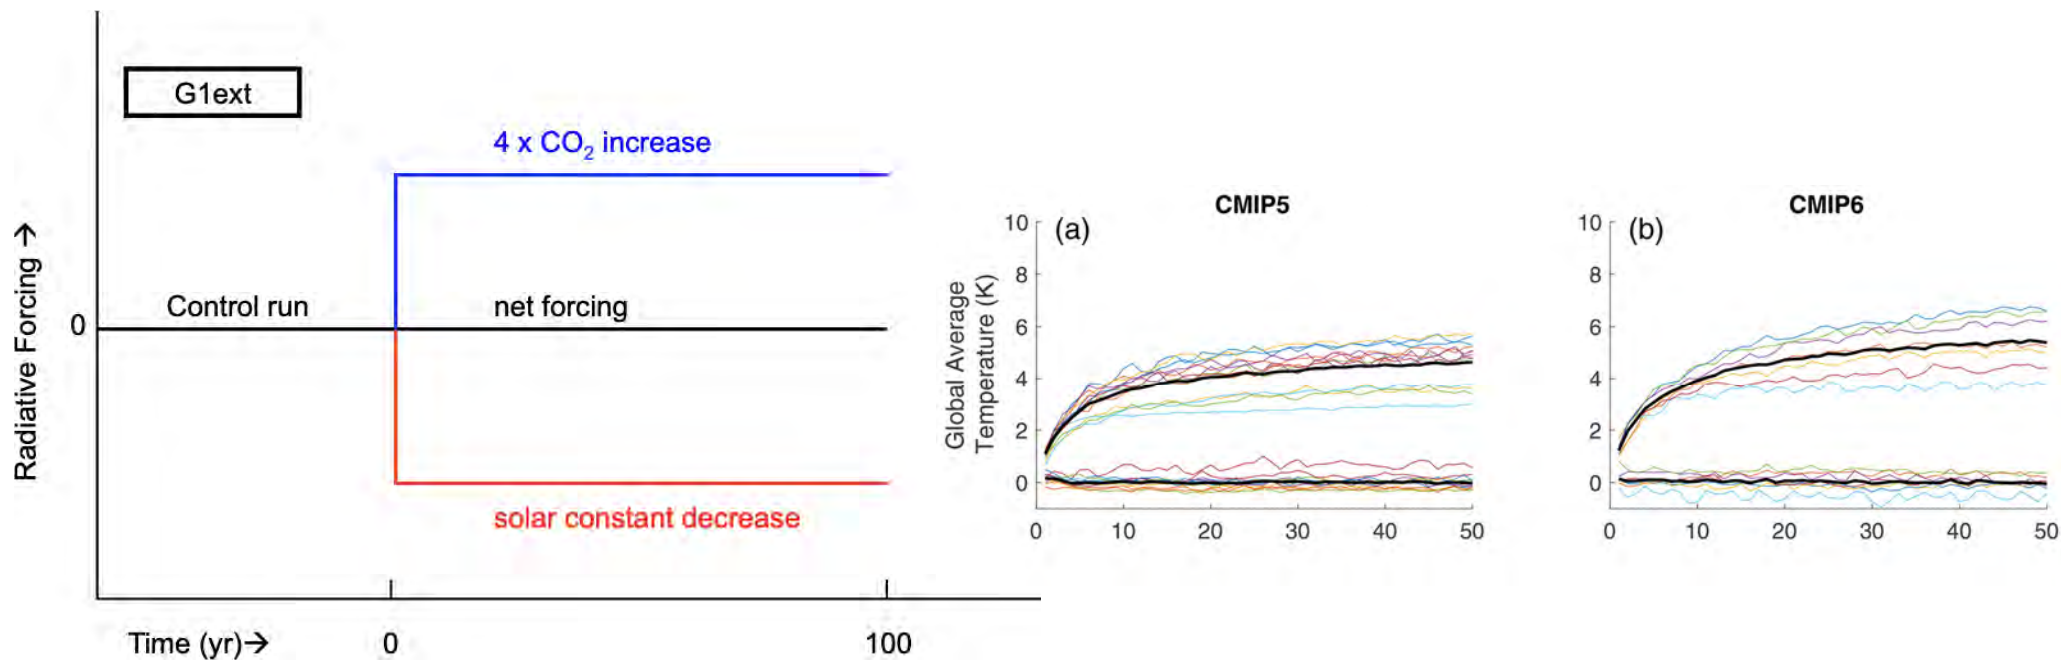 G1ext
4 x CO₂ increase
Radiative Forcing →
0
Control run
net forcing
solar constant decrease
Time (yr)→
0
100
CMIP5
(a)
Global Average
Temperature (K)
10
8
6
4
2
0
0 10 20 30 40 50
CMIP6
(b)
10
8
6
4
2
0
0 10 20 30 40 50